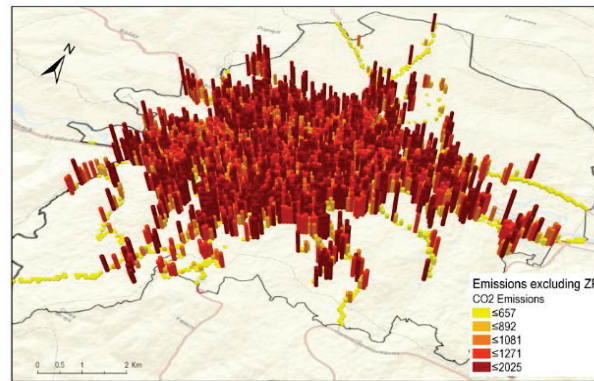 N
Emissions excluding ZF
CO2 Emissions
≤657
≤892
≤1081
≤1271
≤2025
0 0.5 1 2 Km